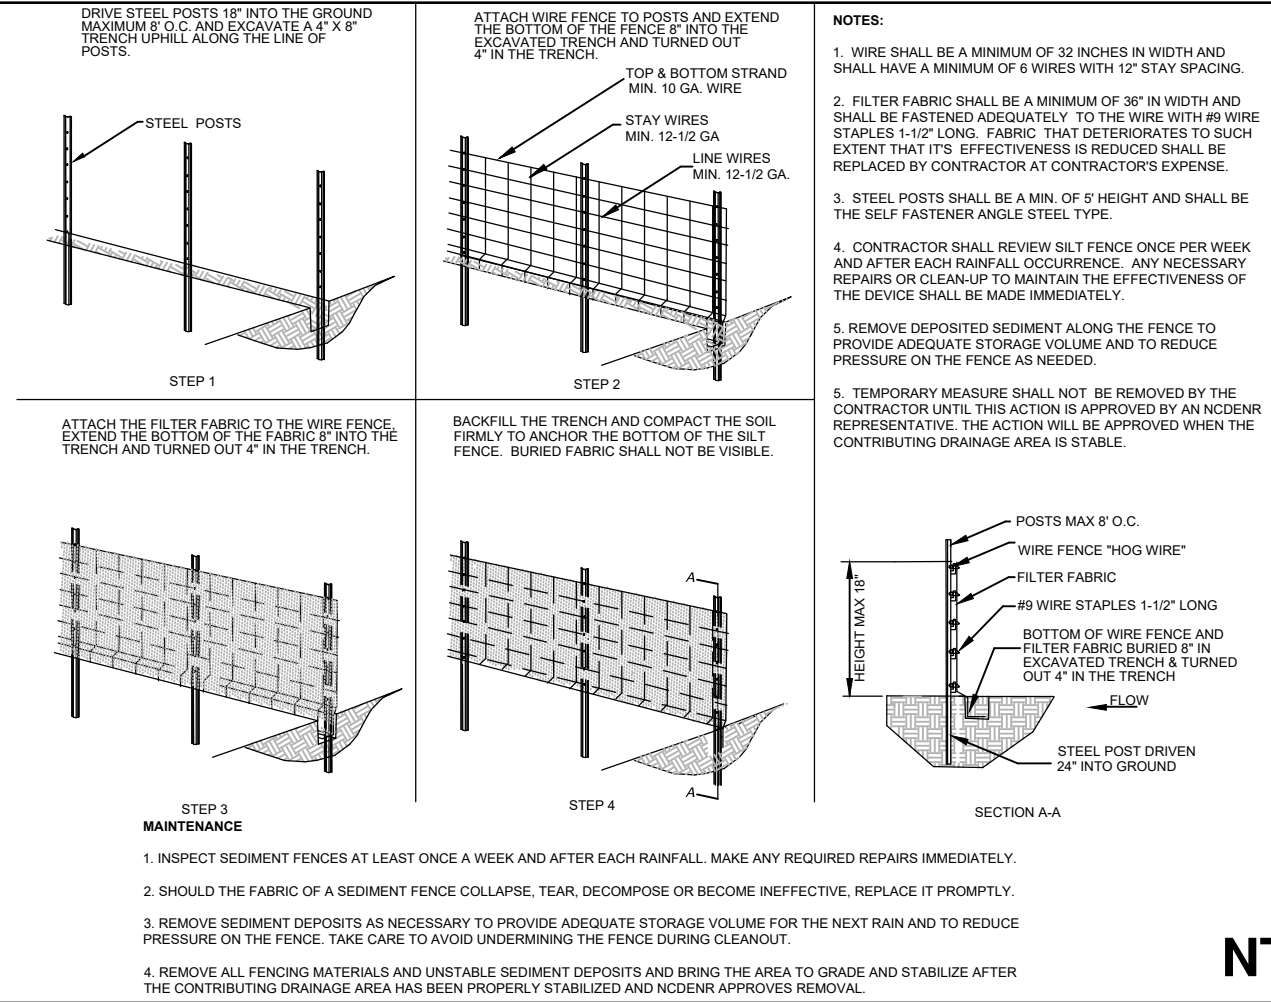 DRIVE STEEL POSTS 18" INTO THE GROUND
MAXIMUM 8' O.C. AND EXCAVATE A 4" X 8"
TRENCH UPHILL ALONG THE LINE OF
POSTS.
STEEL POSTS
STEP 1
ATTACH WIRE FENCE TO POSTS AND EXTEND
THE BOTTOM OF THE FENCE 8" INTO THE
EXCAVATED TRENCH AND TURNED OUT
4" IN THE TRENCH.
TOP & BOTTOM STRAND
MIN. 10 GA. WIRE
STAY WIRES
MIN. 12-1/2 GA
LINE WIRES
MIN. 12-1/2 GA.
STEP 2
ATTACH THE FILTER FABRIC TO THE WIRE FENCE,
EXTEND THE BOTTOM OF THE FABRIC 8" INTO THE
TRENCH AND TURNED OUT 4" IN THE TRENCH.
STEP 3
BACKFILL THE TRENCH AND COMPACT THE SOIL
FIRMLY TO ANCHOR THE BOTTOM OF THE SILT
FENCE. BURIED FABRIC SHALL NOT BE VISIBLE.
A
A
STEP 4
NOTES:
1. WIRE SHALL BE A MINIMUM OF 32 INCHES IN WIDTH AND
SHALL HAVE A MINIMUM OF 6 WIRES WITH 12" STAY SPACING.
2. FILTER FABRIC SHALL BE A MINIMUM OF 36" IN WIDTH AND
SHALL BE FASTENED ADEQUATELY TO THE WIRE WITH #9 WIRE
STAPLES 1-1/2" LONG. FABRIC THAT DETERIORATES TO SUCH
EXTENT THAT IT'S EFFECTIVENESS IS REDUCED SHALL BE
REPLACED BY CONTRACTOR AT CONTRACTOR'S EXPENSE.
3. STEEL POSTS SHALL BE A MIN. OF 5' HEIGHT AND SHALL BE
THE SELF FASTENER ANGLE STEEL TYPE.
4. CONTRACTOR SHALL REVIEW SILT FENCE ONCE PER WEEK
AND AFTER EACH RAINFALL OCCURRENCE. ANY NECESSARY
REPAIRS OR CLEAN-UP TO MAINTAIN THE EFFECTIVENESS OF
THE DEVICE SHALL BE MADE IMMEDIATELY.
5. REMOVE DEPOSITED SEDIMENT ALONG THE FENCE TO
PROVIDE ADEQUATE STORAGE VOLUME AND TO REDUCE
PRESSURE ON THE FENCE AS NEEDED.
5. TEMPORARY MEASURE SHALL NOT BE REMOVED BY THE
CONTRACTOR UNTIL THIS ACTION IS APPROVED BY AN NCDENR
REPRESENTATIVE. THE ACTION WILL BE APPROVED WHEN THE
CONTRIBUTING DRAINAGE AREA IS STABLE.
POSTS MAX 8' O.C.
WIRE FENCE "HOG WIRE"
FILTER FABRIC
#9 WIRE STAPLES 1-1/2" LONG
BOTTOM OF WIRE FENCE AND
FILTER FABRIC BURIED 8" IN
EXCAVATED TRENCH & TURNED
OUT 4" IN THE TRENCH
HEIGHT MAX 18"
FLOW
STEEL POST DRIVEN
24" INTO GROUND
SECTION A-A
MAINTENANCE
1. INSPECT SEDIMENT FENCES AT LEAST ONCE A WEEK AND AFTER EACH RAINFALL. MAKE ANY REQUIRED REPAIRS IMMEDIATELY.
2. SHOULD THE FABRIC OF A SEDIMENT FENCE COLLAPSE, TEAR, DECOMPOSE OR BECOME INEFFECTIVE, REPLACE IT PROMPTLY.
3. REMOVE SEDIMENT DEPOSITS AS NECESSARY TO PROVIDE ADEQUATE STORAGE VOLUME FOR THE NEXT RAIN AND TO REDUCE
PRESSURE ON THE FENCE. TAKE CARE TO AVOID UNDERMINING THE FENCE DURING CLEANOUT.
4. REMOVE ALL FENCING MATERIALS AND UNSTABLE SEDIMENT DEPOSITS AND BRING THE AREA TO GRADE AND STABILIZE AFTER
THE CONTRIBUTING DRAINAGE AREA HAS BEEN PROPERLY STABILIZED AND NCDENR APPROVES REMOVAL.